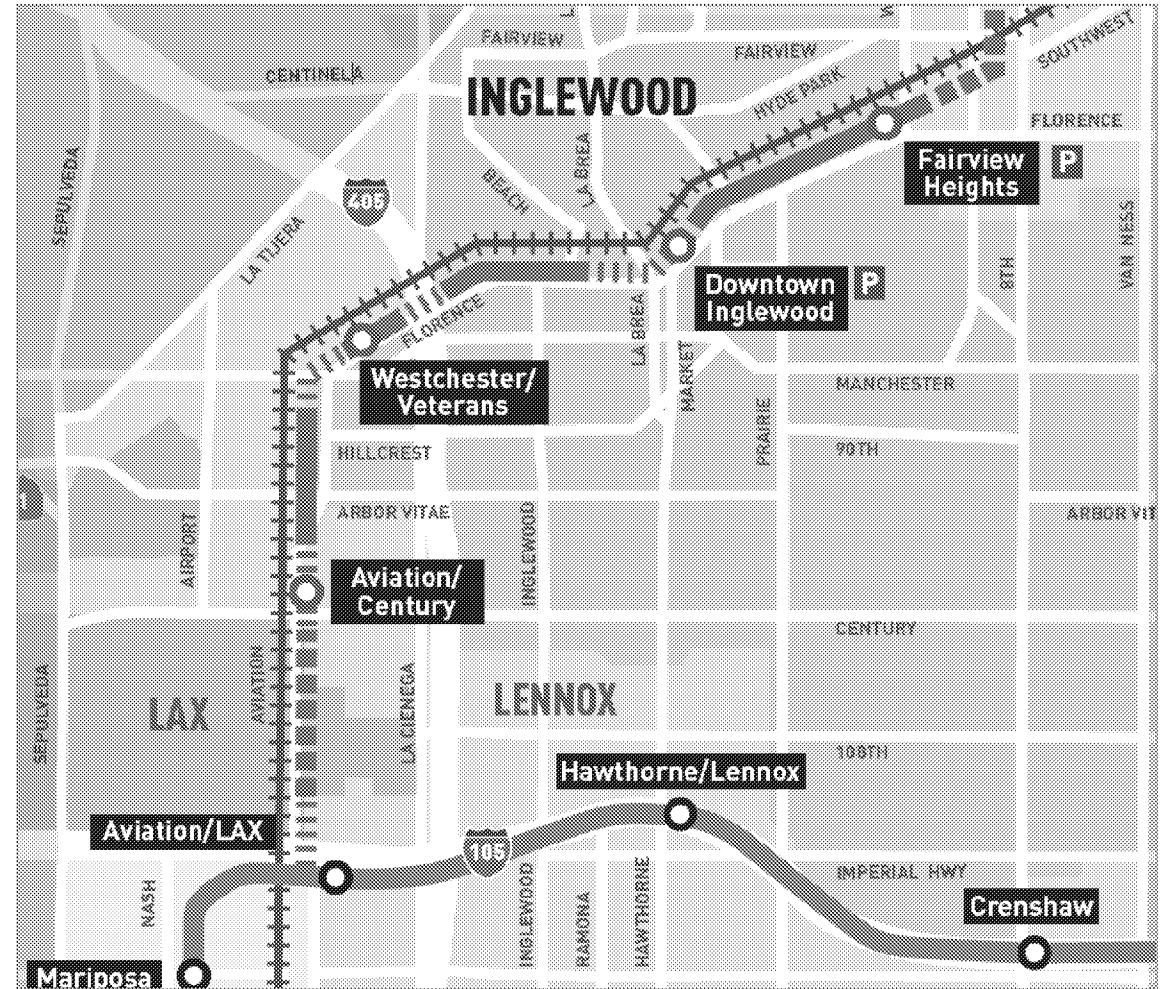 FAIRVIEW
FAIRVIEW
SOUTHWEST
CENTINELA
INGLEWOOD
HYDE PARK
FLORENCE
Fairview
Heights
P
SEPULVEDA
405
BEACH
LA BREA
LA TIJERA
VAN NESS
8TH
Downtown
Inglewood
P
FLORENCE
LA BREA
MARKET
Westchester/
Veterans
MANCHESTER
PRAIRIE
HILLCREST
90TH
ARBOR VITAE
ARBOR VIT
AIRPORT
INGLEWOOD
Aviation/
Century
CENTURY
SEPULVEDA
AVIATION
LA CIENEGA
LAX
LENNOX
108TH
Hawthorne/Lennox
Aviation/LAX
105
IMPERIAL HWY
NASH
INGLEWOOD
RAMONA
HAWTHORNE
Crenshaw
Mariposa